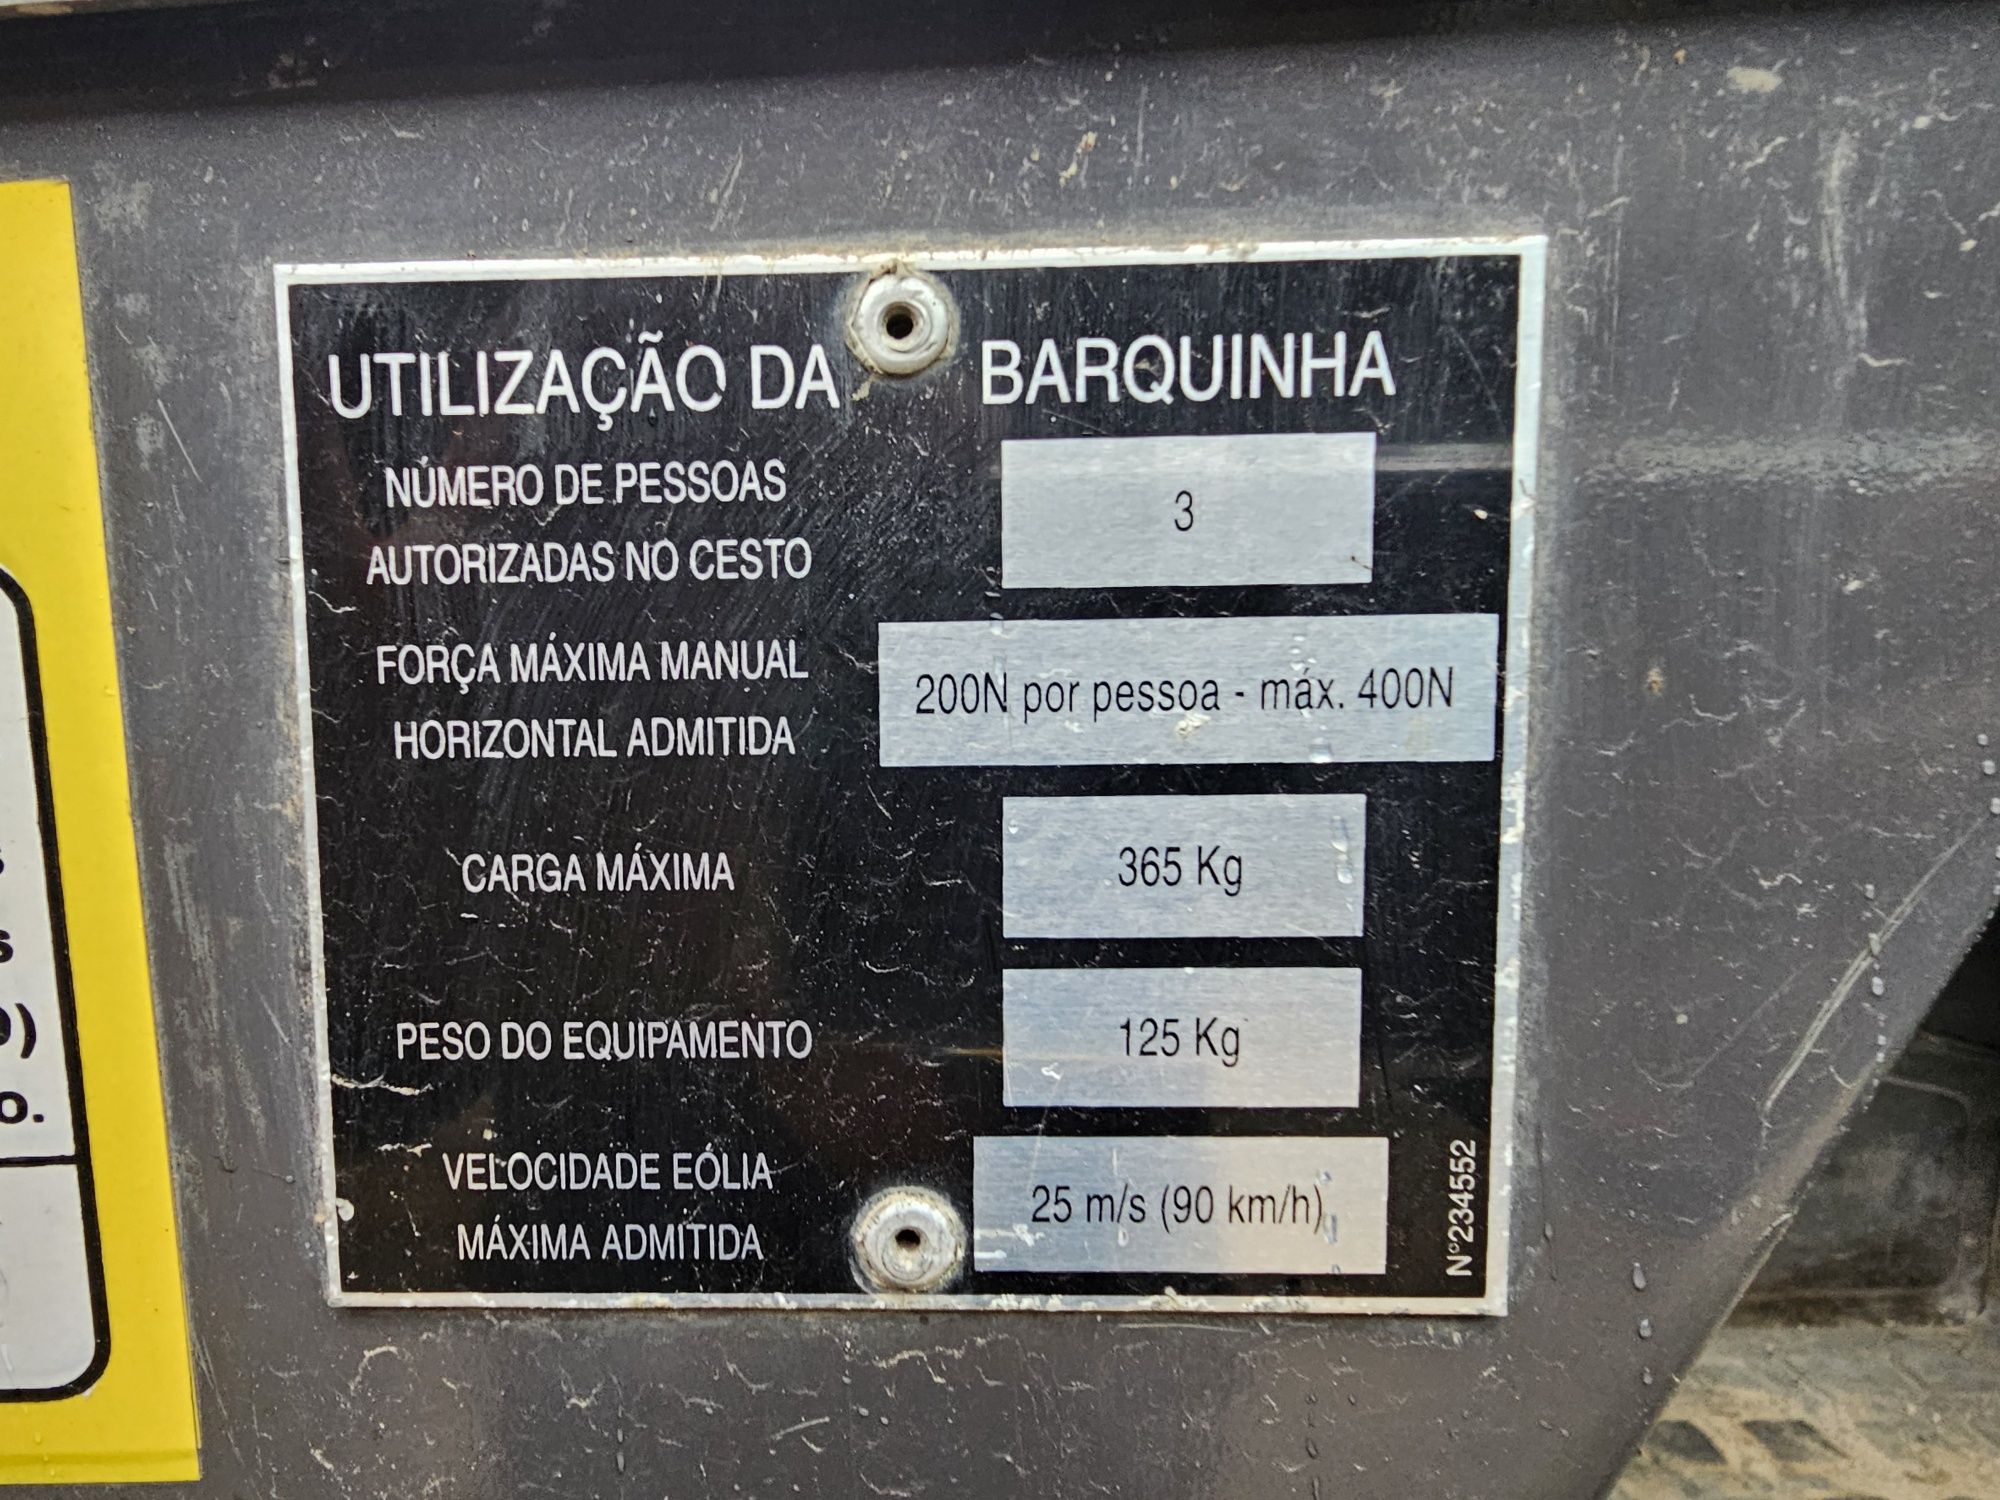 UTILIZAÇÃO DA BARQUINHA
NÚMERO DE PESSOAS
AUTORIZADAS NO CESTO
3
FORÇA MÁXIMA MANUAL
HORIZONTAL ADMITIDA
200N por pessoa - máx. 400N
CARGA MÁXIMA
365 Kg
PESO DO EQUIPAMENTO
125 Kg
VELOCIDADE EÓLIA
MÁXIMA ADMITIDA
25 m/s (90 km/h)
N°234552